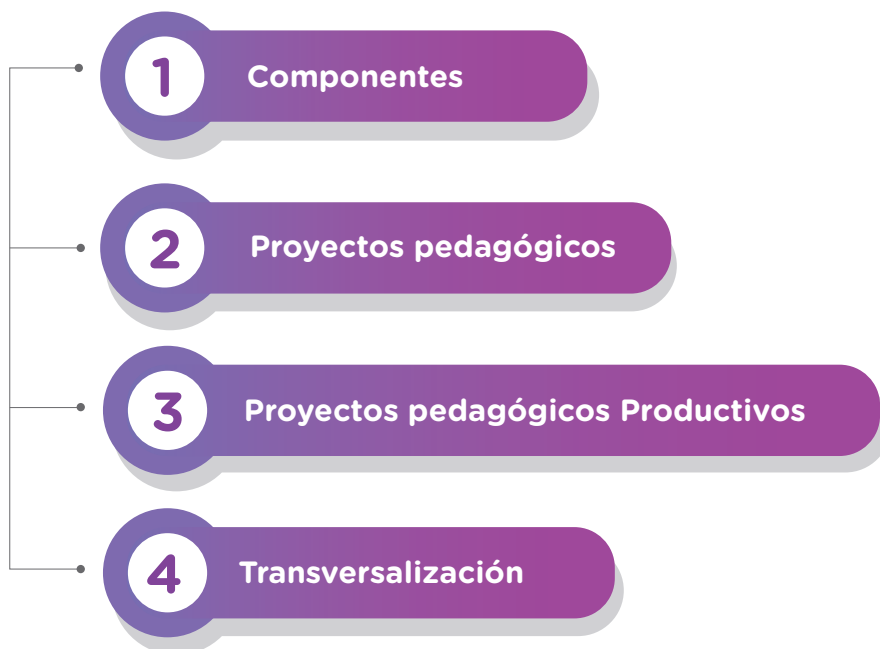 1 Componentes
2 Proyectos pedagógicos
3 Proyectos pedagógicos Productivos
4 Transversalización